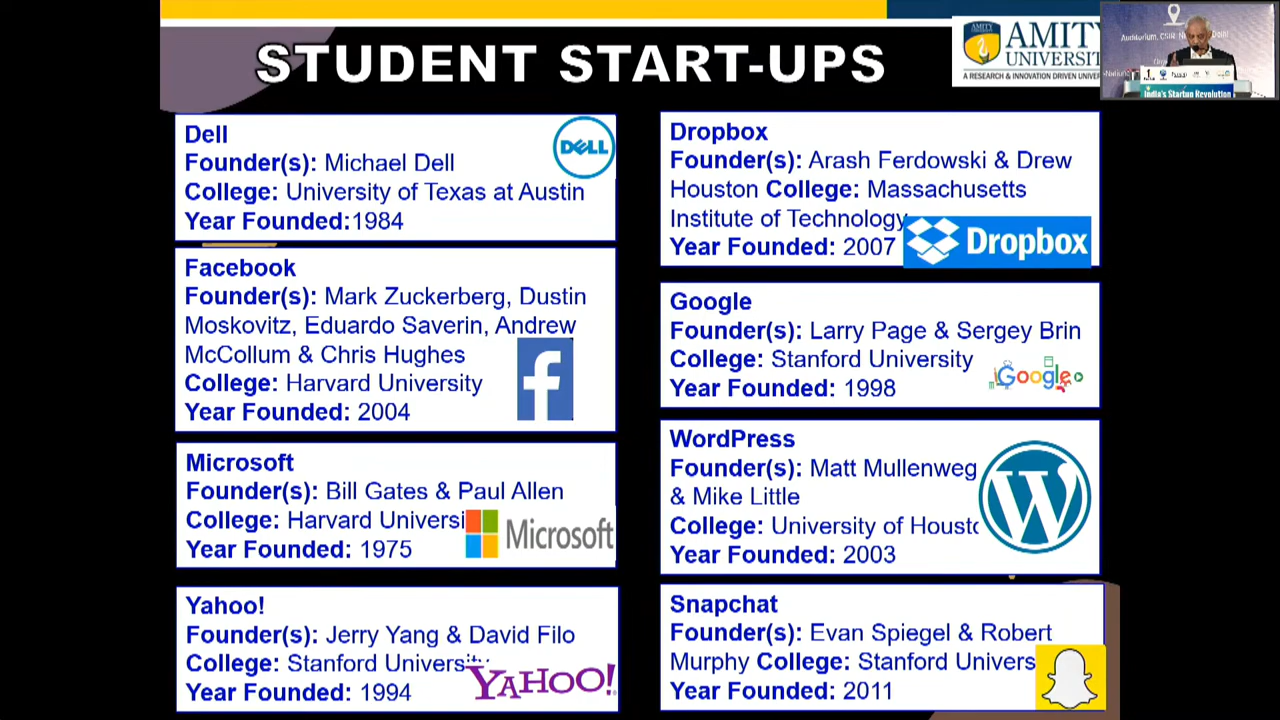 STUDENT START-UPS
AMITY
UNIVERSITY
A RESEARCH & INNOVATION DRIVEN
Auditorium, CSIR,
India's Startup Revolution
Dell
Founder(s): Michael Dell
College: University of Texas at Austin
Year Founded:1984
DELL
Facebook
Founder(s): Mark Zuckerberg, Dustin
Moskovitz, Eduardo Saverin, Andrew
McCollum & Chris Hughes
College: Harvard University
Year Founded: 2004
f
Microsoft
Founder(s): Bill Gates & Paul Allen
College: Harvard Universi
Year Founded: 1975
Microsoft
Yahoo!
Founder(s): Jerry Yang & David Filo
College: Stanford University
Year Founded: 1994
YAHOO!
Dropbox
Founder(s): Arash Ferdowski & Drew
Houston College: Massachusetts
Institute of Technology
Year Founded: 2007
Dropbox
Google
Founder(s): Larry Page & Sergey Brin
College: Stanford University
Year Founded: 1998
Google
WordPress
Founder(s): Matt Mullenweg
& Mike Little
College: University of Housto
Year Founded: 2003
W
Snapchat
Founder(s): Evan Spiegel & Robert
Murphy College: Stanford Univers
Year Founded: 2011